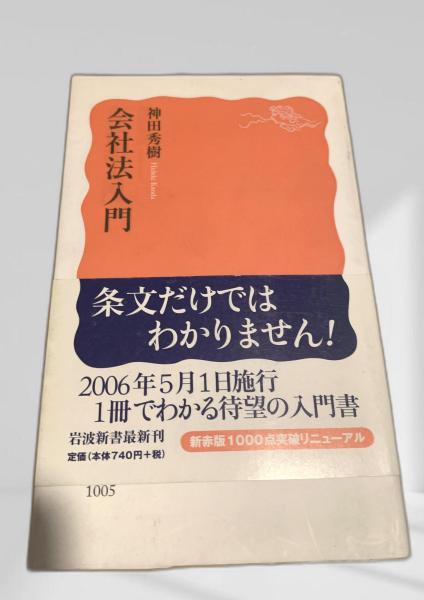 会社法入門
神田秀樹
Hideki Kanda
条文だけでは
わかりません!
2006年5月1日施行
1冊でわかる待望の入門書
岩波新書最新刊
定価(本体740円+税)
新赤版1000点突破リニューアル
1005